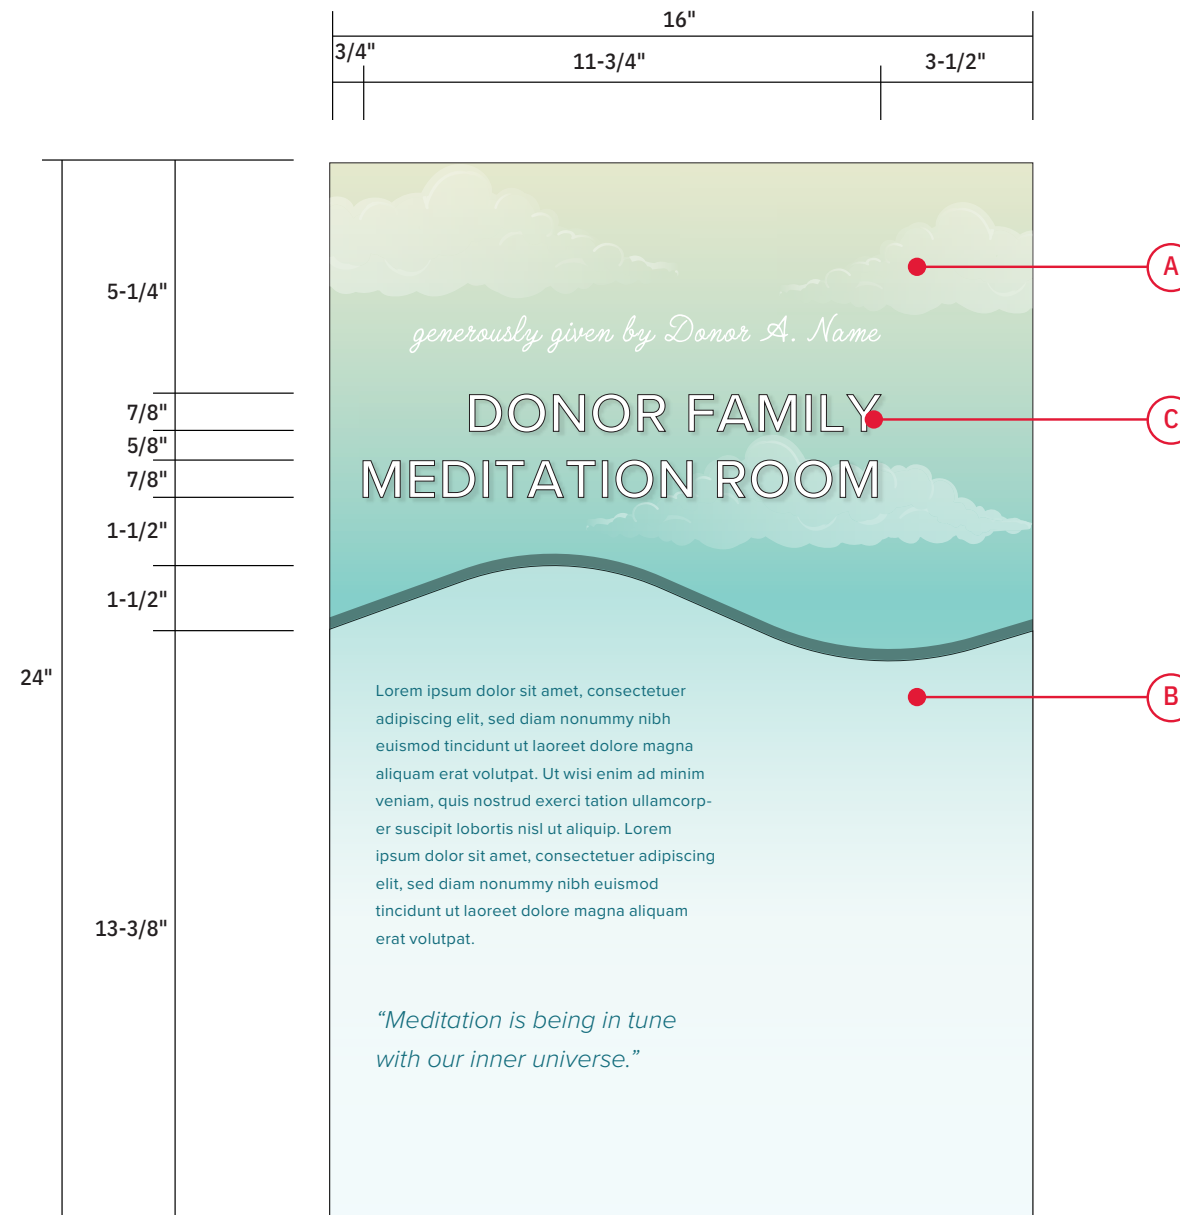 16"
3/4"
11-3/4"
3-1/2"
5-1/4"
A
generously given by Donor A. Name
7/8"
DONOR FAMILY
C
5/8"
7/8"
MEDITATION ROOM
1-1/2"
1-1/2"
24"
B
Lorem ipsum dolor sit amet, consectetuer
adipiscing elit, sed diam nonummy nibh
euismod tincidunt ut laoreet dolore magna
aliquam erat volutpat. Ut wisi enim ad minim
veniam, quis nostrud exerci tation ullamcorp-
er suscipit lobortis nisl ut aliquip. Lorem
ipsum dolor sit amet, consectetuer adipiscing
elit, sed diam nonummy nibh euismod
tincidunt ut laoreet dolore magna aliquam
erat volutpat.
13-3/8"
“Meditation is being in tune
with our inner universe.”